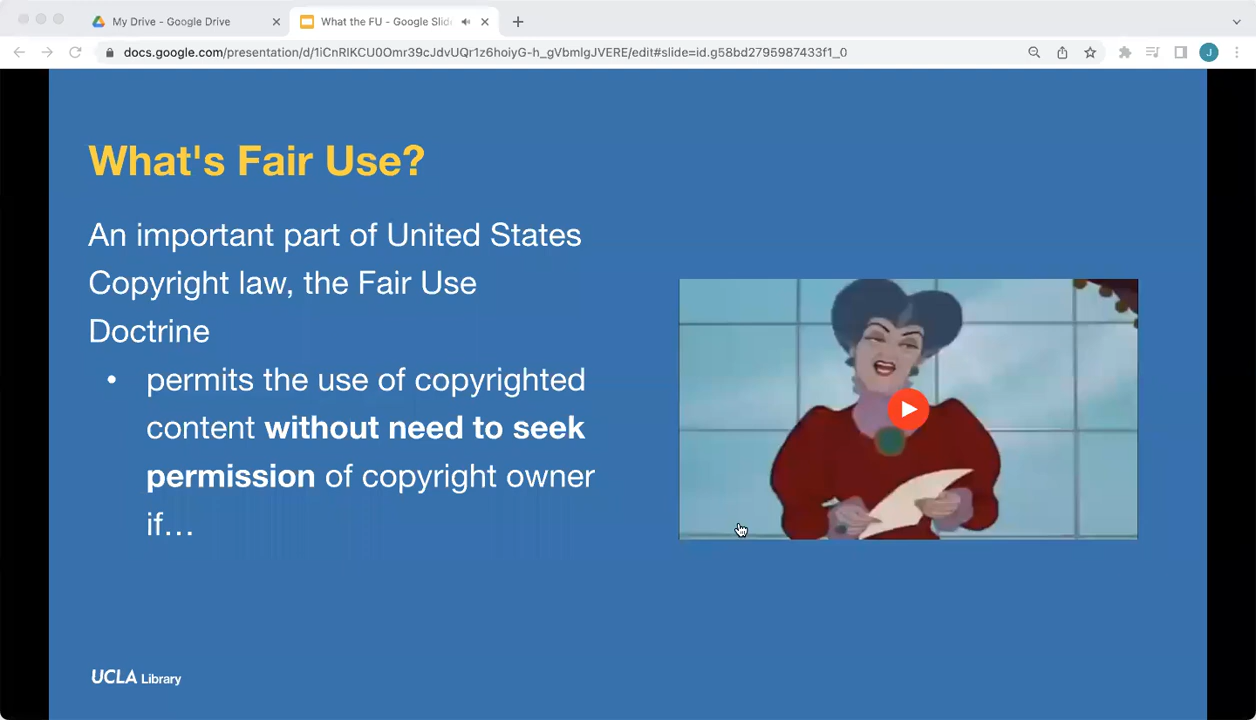 My Drive - Google Drive
What the FU - Google Slid
docs.google.com/presentation/d/1iCnRlKCU0Omr39cJdvUQr1z6hoiyG-h_gVbmlgJVERE/edit#slide=id.g58bd2795987433f1_0
J
What's Fair Use?
An important part of United States
Copyright law, the Fair Use
Doctrine
• permits the use of copyrighted
content without need to seek
permission of copyright owner
if…
UCLA Library